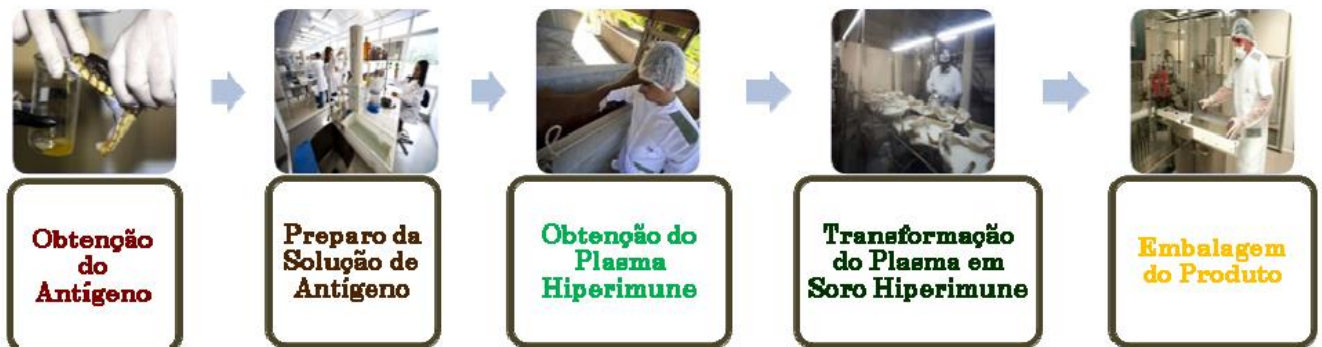 Obtenção
do
Antígeno
Preparo da
Solução de
Antígeno
Obtenção do
Plasma
Hiperimune
Transformação
do Plasma em
Soro Hiperimune
Embalagem
do Produto